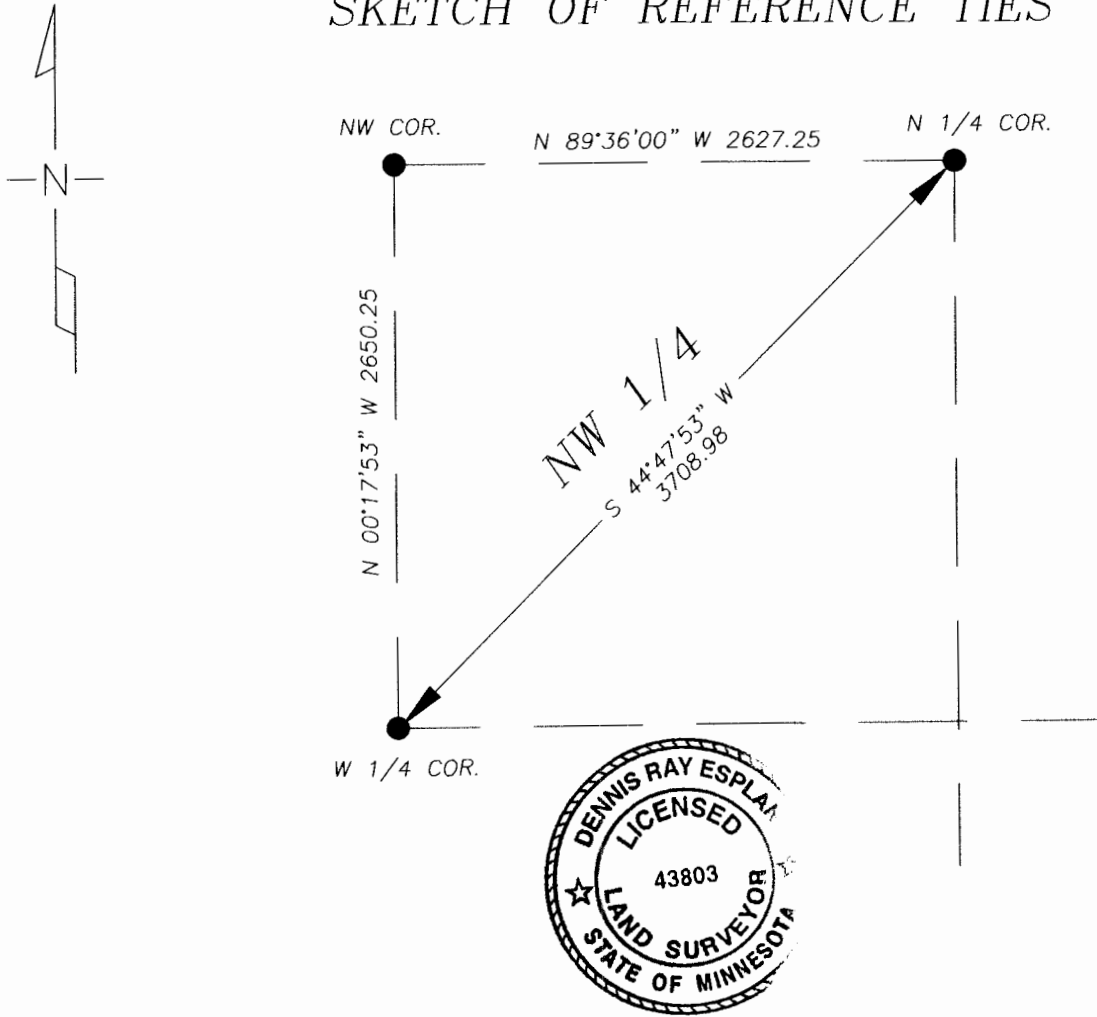 SKETCH OF REFERENCE TIES
NW COR.
N 89°36'00" W 2627.25
N 1/4 COR.
N
N 00°17'53" W 2650.25
NW 1/4
S 44°47'53" W
3708.98
W 1/4 COR.
DENNIS RAY
LICENSED
43803
LAND SURVEYOR
STATE OF MINNESOTA